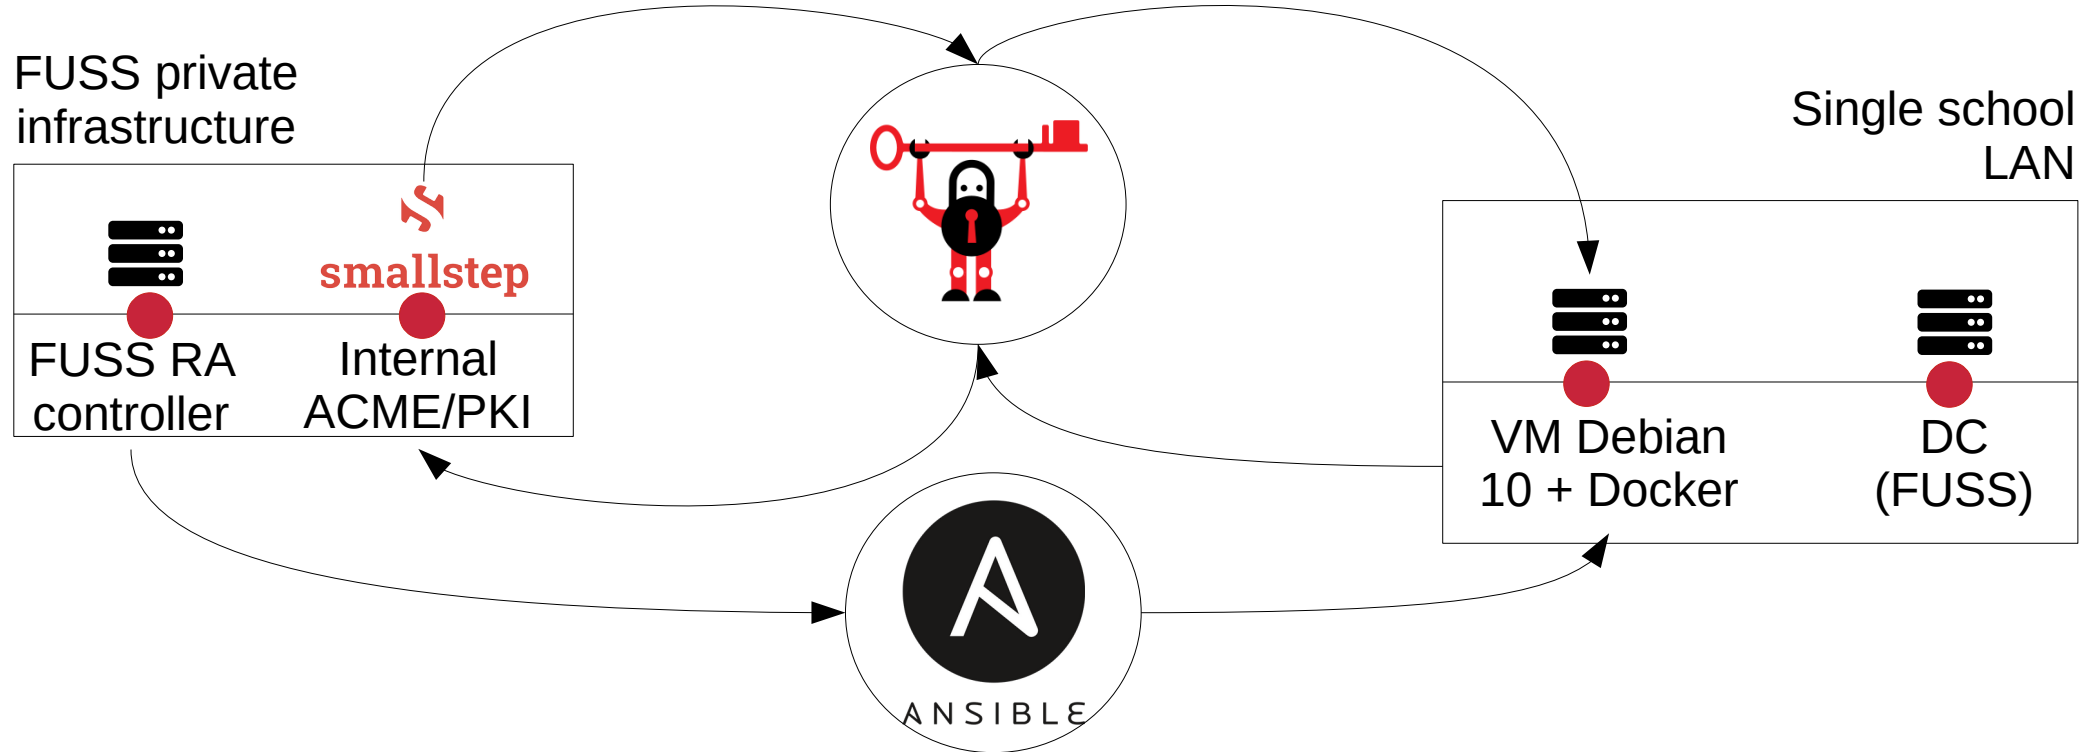 FUSS private
infrastructure
smallstep
FUSS RA
controller
Internal
ACME/PKI
ANSIBLE
Single school
LAN
VM Debian
10 + Docker
DC
(FUSS)